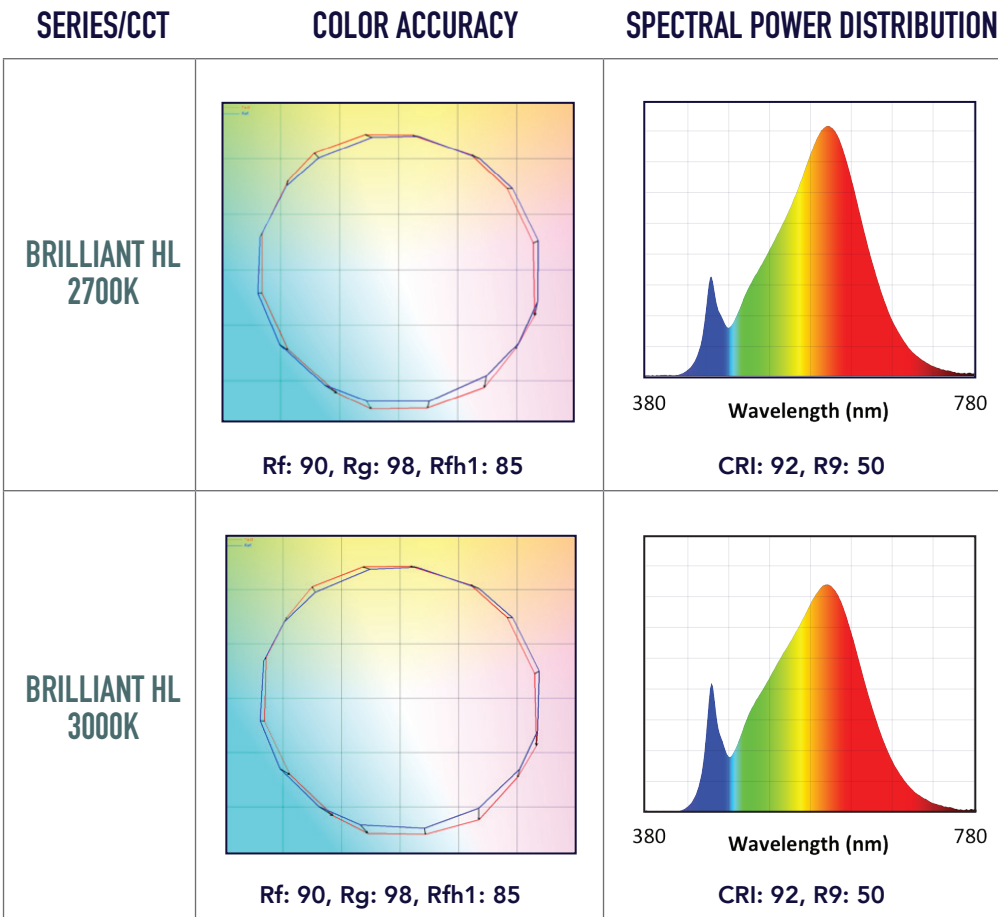 SERIES/CCT
COLOR ACCURACY
SPECTRAL POWER DISTRIBUTION
BRILLIANT HL
2700K
380
780
Wavelength (nm)
Rf: 90, Rg: 98, Rfh1: 85
CRI: 92, R9: 50
BRILLIANT HL
3000K
380
780
Wavelength (nm)
Rf: 90, Rg: 98, Rfh1: 85
CRI: 92, R9: 50